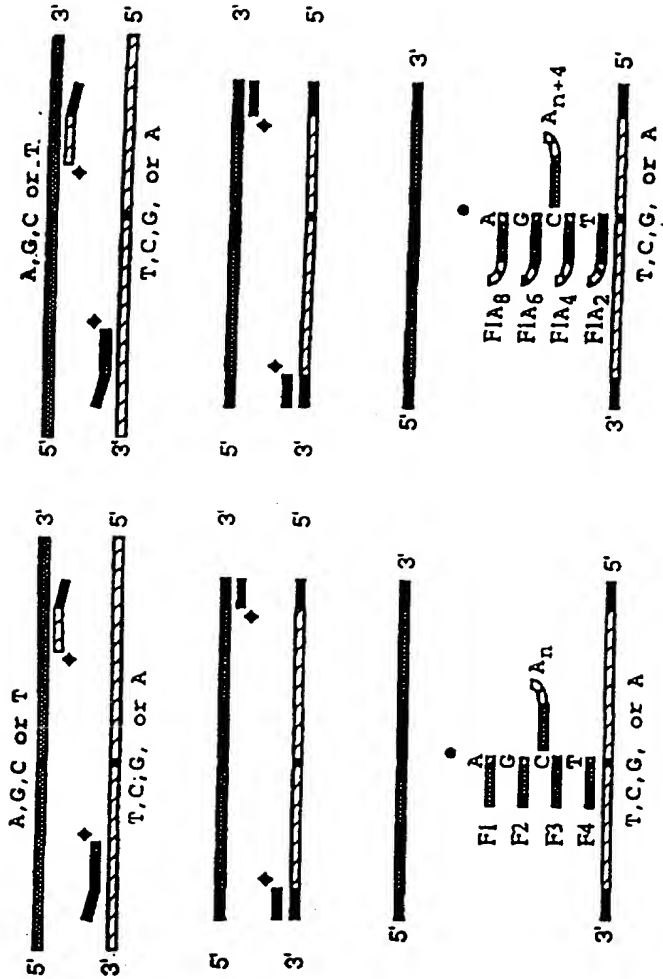 A,G,C or T
5' 3'
3' 5'
T,C;G, or A
5' 3'
3' 5'
5' 3'
F1 A
F2 G
F3 C An
F4 T
3' 5'
T,C,G, or A
A,G,C or T
5' 3'
3' 5'
T,C,G, or A
5' 3'
3' 5'
5' 3'
FlA8 A
FlA6 G
FlA4 C An+4
FlA2 T
3' 5'
T,C,G, or A